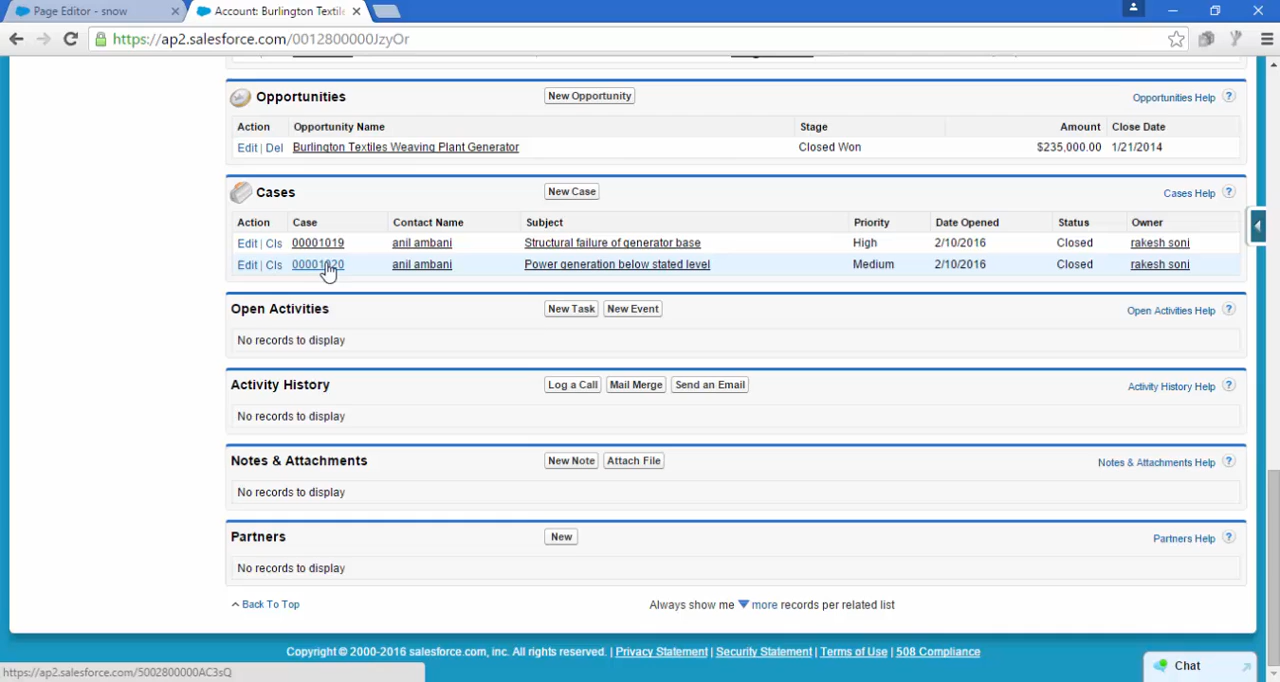 Page Editor - snow
Account: Burlington Textile
https://ap2.salesforce.com/0012800000JzyOr
Opportunities New Opportunity Opportunities Help ?
Action Opportunity Name Stage Amount Close Date
Edit | Del Burlington Textiles Weaving Plant Generator Closed Won $235,000.00 1/21/2014
Cases New Case Cases Help ?
Action Case Contact Name Subject Priority Date Opened Status Owner
Edit | Cls 00001019 anil ambani Structural failure of generator base High 2/10/2016 Closed rakesh soni
Edit | Cls 00001020 anil ambani Power generation below stated level Medium 2/10/2016 Closed rakesh soni
Open Activities New Task New Event Open Activities Help ?
No records to display
Activity History Log a Call Mail Merge Send an Email Activity History Help ?
No records to display
Notes & Attachments New Note Attach File Notes & Attachments Help ?
No records to display
Partners New Partners Help ?
No records to display
Back To Top Always show me more records per related list
Copyright © 2000-2016 salesforce.com, inc. All rights reserved. | Privacy Statement | Security Statement | Terms of Use | 508 Compliance
https://ap2.salesforce.com/5002800000AC3sQ
Chat